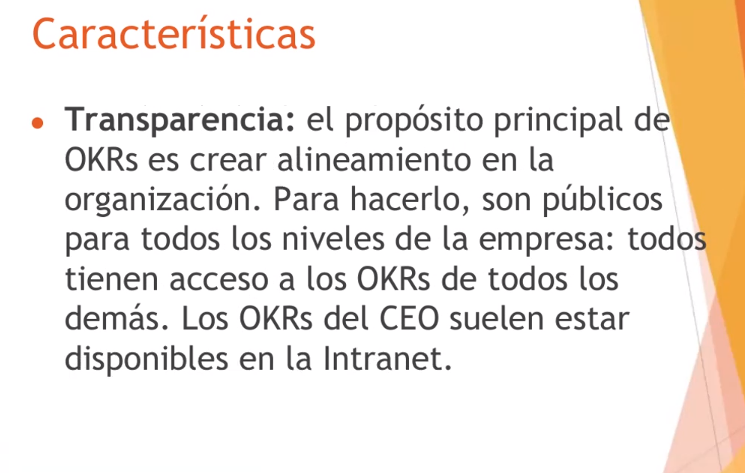 Características
• Transparencia: el propósito principal de
OKRs es crear alineamiento en la
organización. Para hacerlo, son públicos
para todos los niveles de la empresa: todos
tienen acceso a los OKRs de todos los
demás. Los OKRs del CEO suelen estar
disponibles en la Intranet.